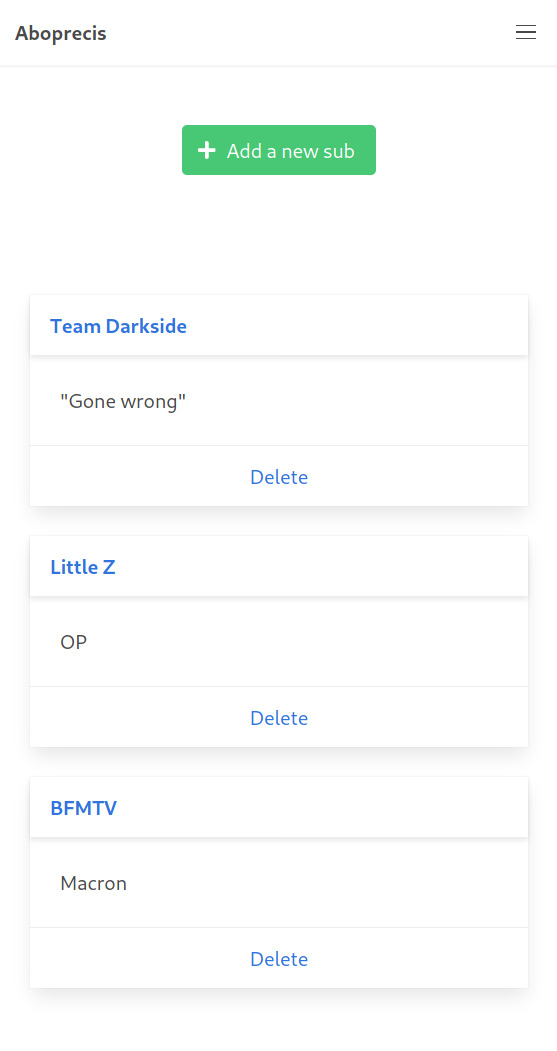 Aboprecis
Add a new sub
Team Darkside
"Gone wrong"
Delete
Little Z
OP
Delete
BFMTV
Macron
Delete